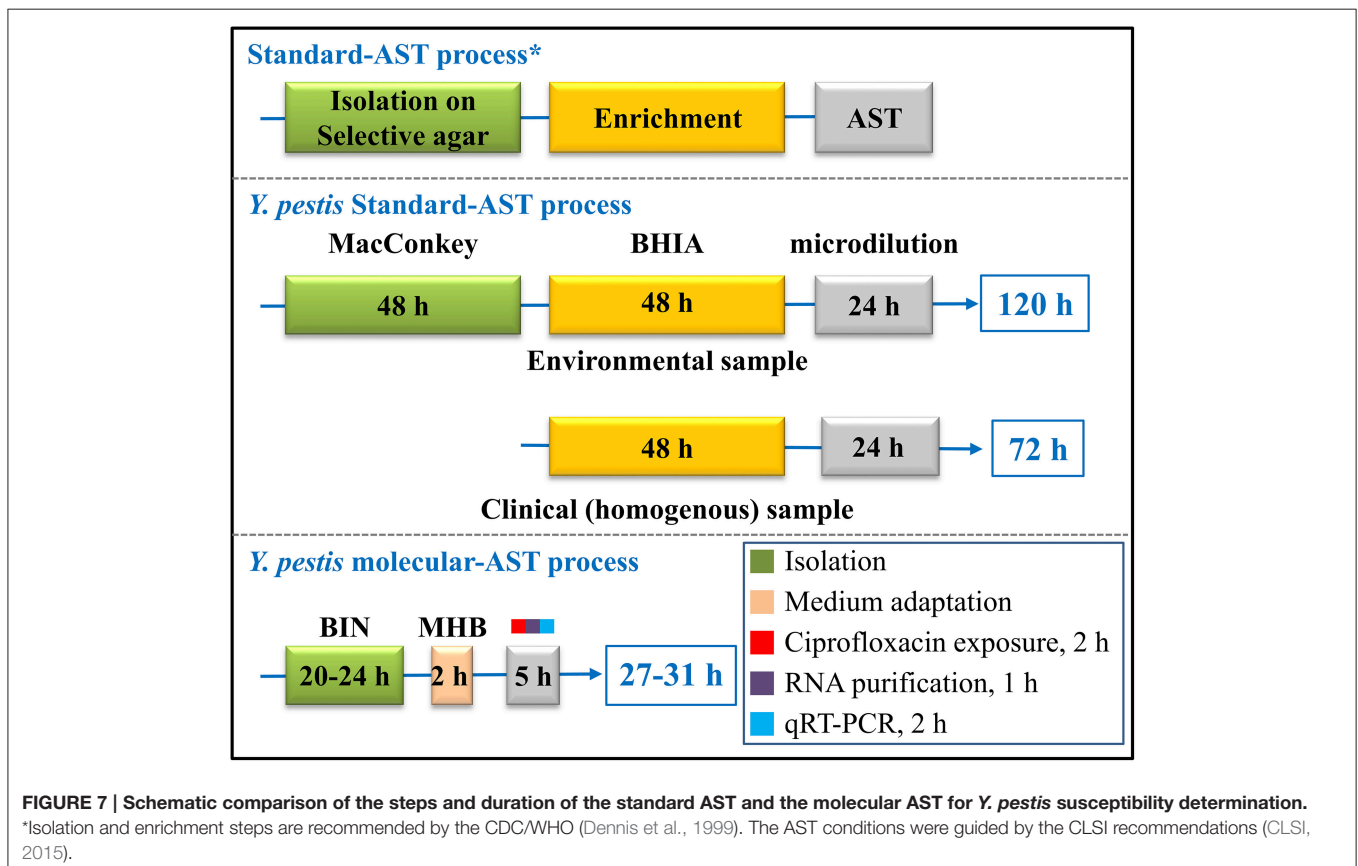 Standard-AST process*
Isolation on
Selective agar
Enrichment
AST
Y. pestis Standard-AST process
MacConkey
BHIA
microdilution
48 h
48 h
24 h
120 h
Environmental sample
48 h
24 h
72 h
Clinical (homogenous) sample
Y. pestis molecular-AST process
BIN
MHB
20-24 h
2 h
5 h
27-31 h
Isolation
Medium adaptation
Ciprofloxacin exposure, 2 h
RNA purification, 1 h
qRT-PCR, 2 h
FIGURE 7 | Schematic comparison of the steps and duration of the standard AST and the molecular AST for Y. pestis susceptibility determination.
*Isolation and enrichment steps are recommended by the CDC/WHO (Dennis et al., 1999). The AST conditions were guided by the CLSI recommendations (CLSI,
2015).